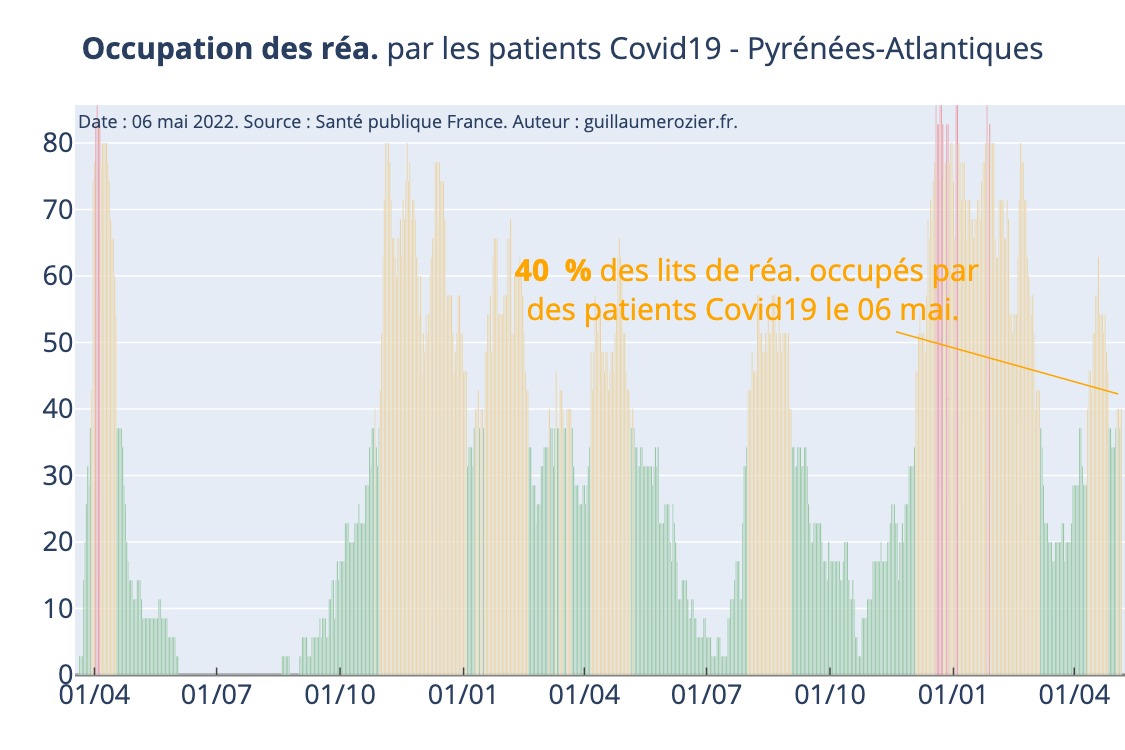 Occupation des réa. par les patients Covid19 - Pyrénées-Atlantiques
Date : 06 mai 2022. Source : Santé publique France. Auteur : guillaumerozier.fr.
80
70
60
50
40
30
20
10
0
40 % des lits de réa. occupés par
des patients Covid19 le 06 mai.
01/04 01/07 01/10 01/01 01/04 01/07 01/10 01/01 01/04